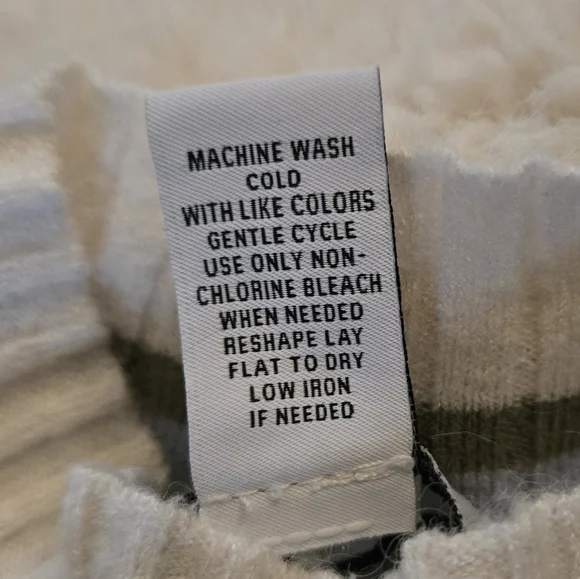 MACHINE WASH
COLD
WITH LIKE COLORS
GENTLE CYCLE
USE ONLY NON-
CHLORINE BLEACH
WHEN NEEDED
RESHAPE LAY
FLAT TO DRY
LOW IRON
IF NEEDED